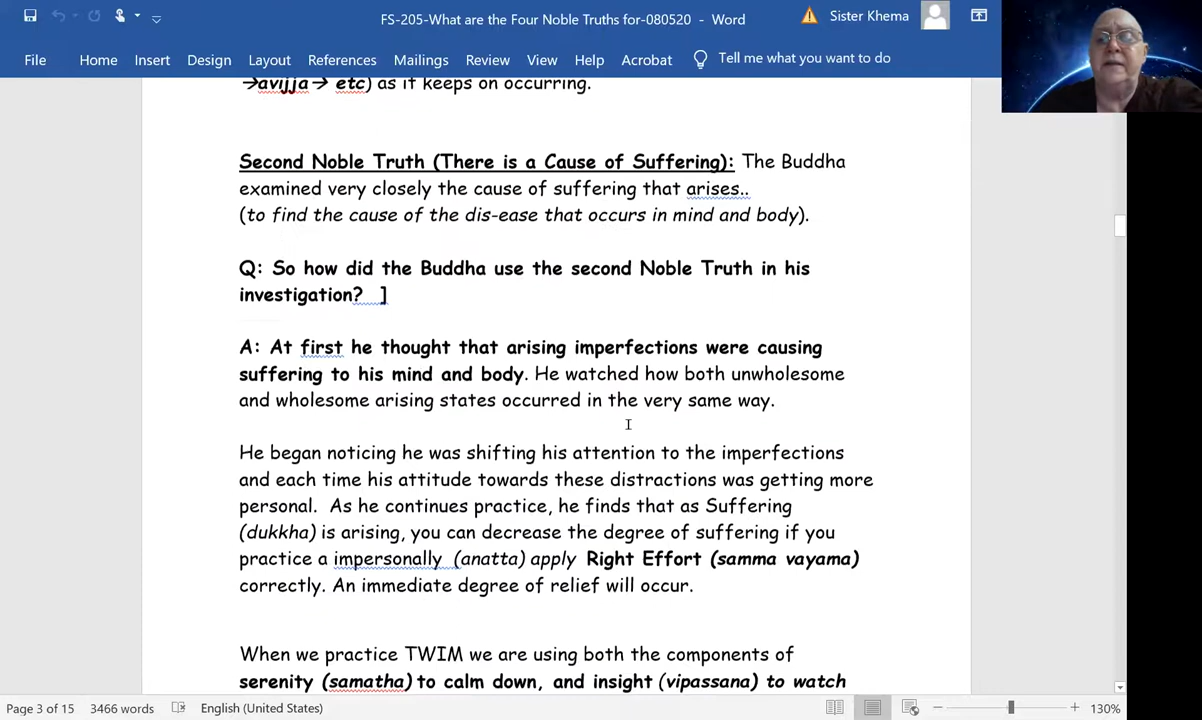 FS-205-What are the Four Noble Truths for-080520 - Word
Sister Khema
File Home Insert Design Layout References Mailings Review View Help Acrobat Tell me what you want to do
→avijja→ etc) as it keeps on occurring.
Second Noble Truth (There is a Cause of Suffering): The Buddha
examined very closely the cause of suffering that arises..
(to find the cause of the dis-ease that occurs in mind and body).
Q: So how did the Buddha use the second Noble Truth in his
investigation? ]
A: At first he thought that arising imperfections were causing
suffering to his mind and body. He watched how both unwholesome
and wholesome arising states occurred in the very same way.
He began noticing he was shifting his attention to the imperfections
and each time his attitude towards these distractions was getting more
personal. As he continues practice, he finds that as Suffering
(dukkha) is arising, you can decrease the degree of suffering if you
practice a impersonally (anatta) apply Right Effort (samma vayama)
correctly. An immediate degree of relief will occur.
When we practice TWIM we are using both the components of
serenity (samatha) to calm down, and insight (vipassana) to watch
Page 3 of 15 3466 words English (United States) 130%